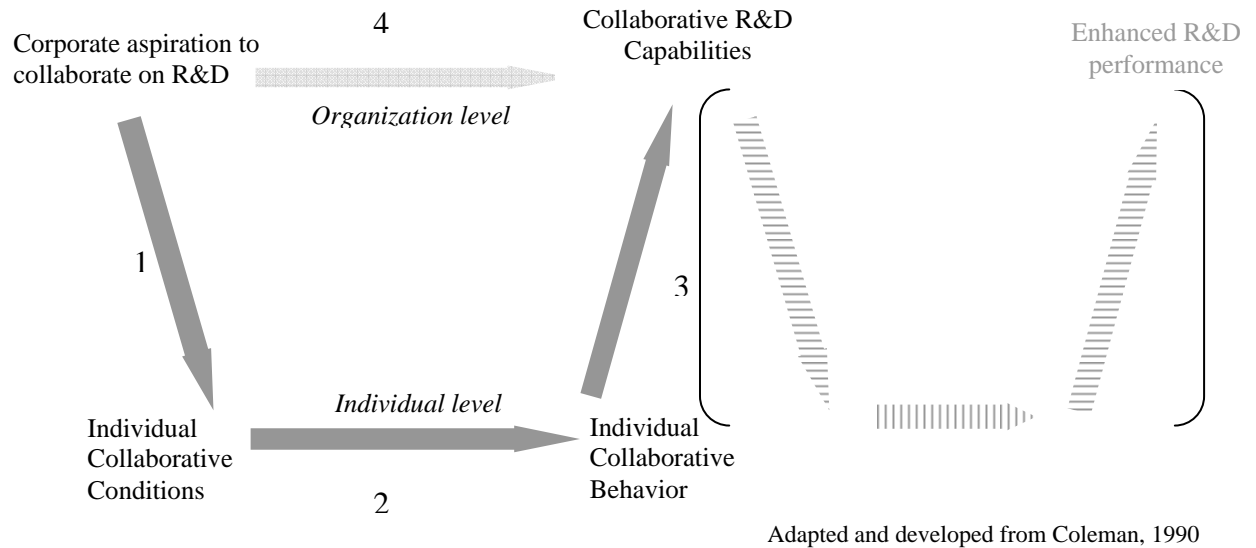 4
Corporate aspiration to
collaborate on R&D
Collaborative R&D
Capabilities
Enhanced R&D
performance
Organization level
1
3
Individual level
Individual
Collaborative
Conditions
Individual
Collaborative
Behavior
2
Adapted and developed from Coleman, 1990